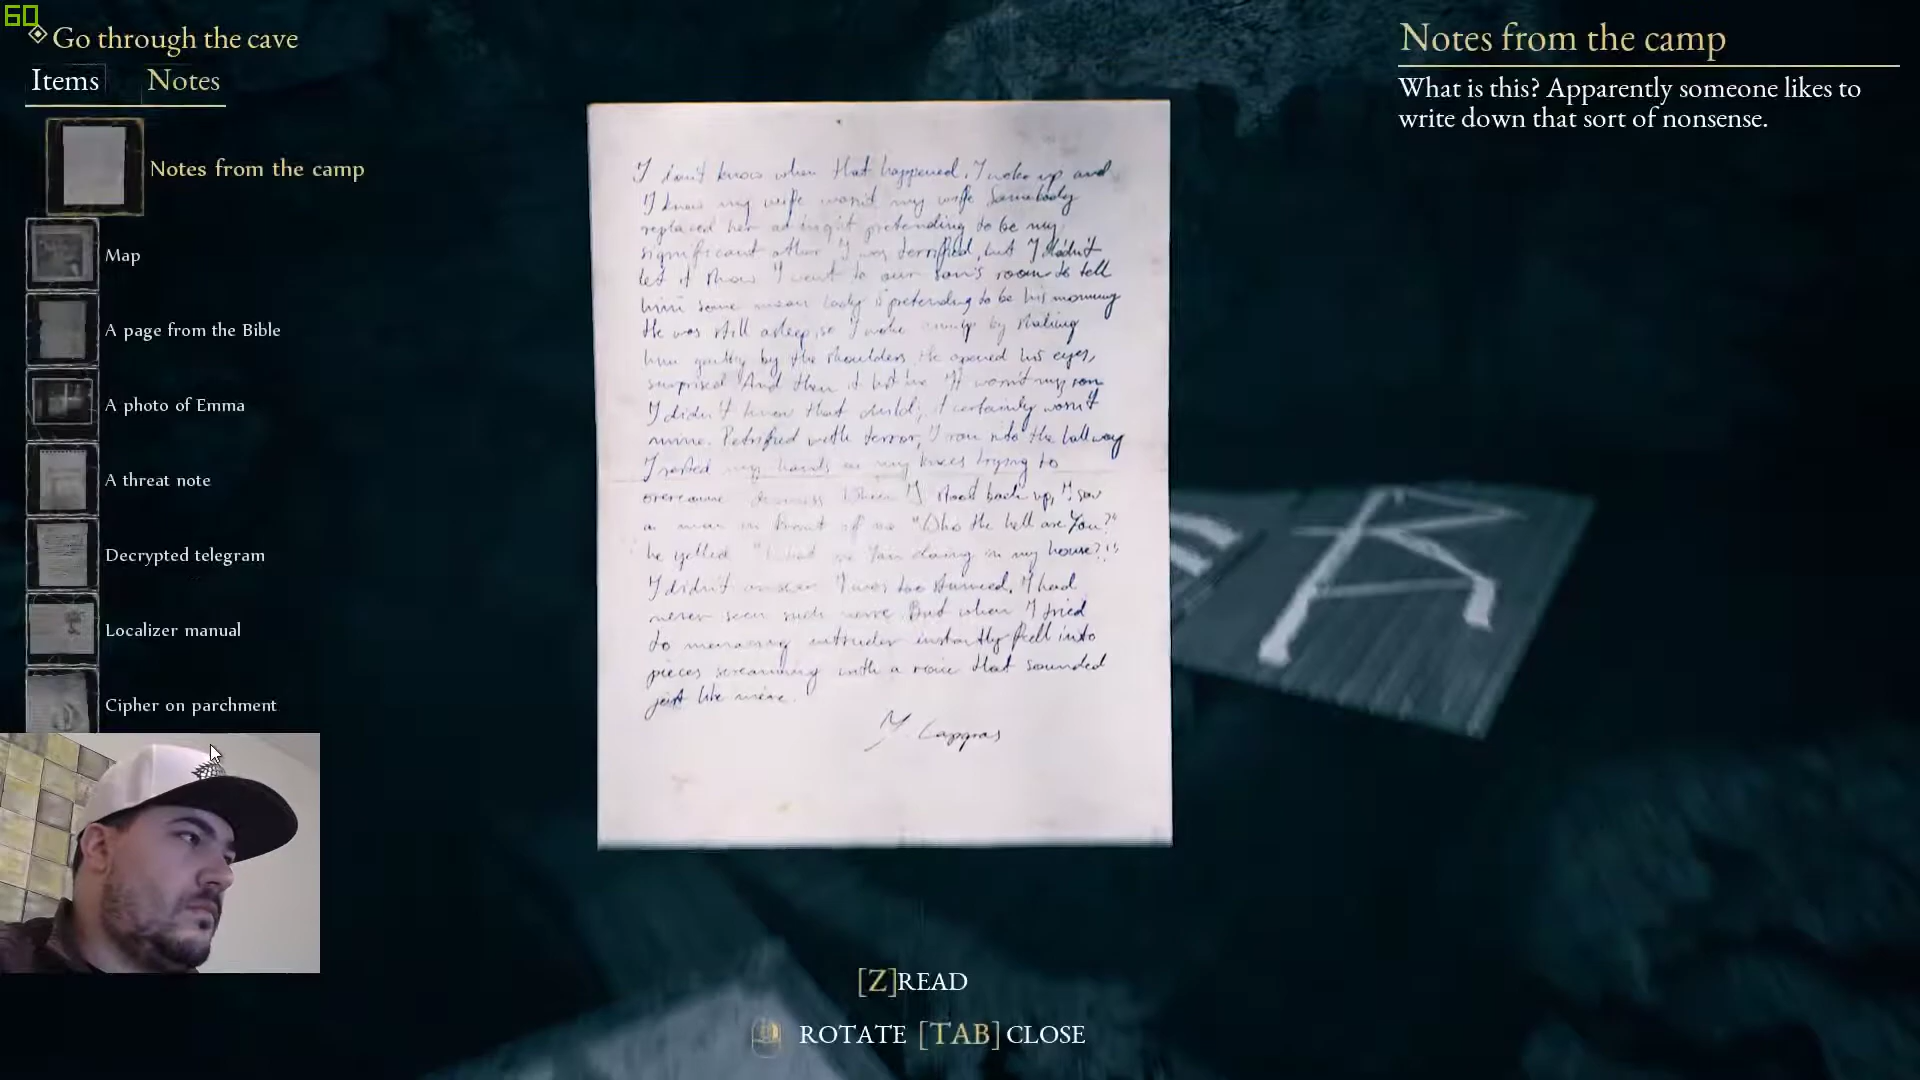 60
Go through the cave
Items Notes
Notes from the camp
Map
A page from the Bible
A photo of Emma
A threat note
Decrypted telegram
Localizer manual
Cipher on parchment
I don't know when that happened. I woke up and
I knew my wife wasn't my wife Somebody
replaced her at night pretending to be my
significant other I was terrified, but I didn't
let it show I went to our son's room to tell
him some mean lady is pretending to be his mommy
He was still asleep, so I woke him up by shaking
him gently by the shoulders. He opened his eyes,
surprised And then it hit me It wasn't my son
I didn't know that child; it certainly wasn't
mine. Petrified with terror, I ran into the hallway
I rested my hands on my knees trying to
overcome When I stood back up, I saw
a man in front of me "Who the hell are You?"
he yelled "What are You doing in my house?!"
I didn't answer I was too stunned. I had
never seen such nerve But when I tried
to intruder instantly fell into
pieces screaming with a voice that sounded
just like mine.
Y. Capgras
Notes from the camp
What is this? Apparently someone likes to
write down that sort of nonsense.
[Z]READ
ROTATE [TAB] CLOSE